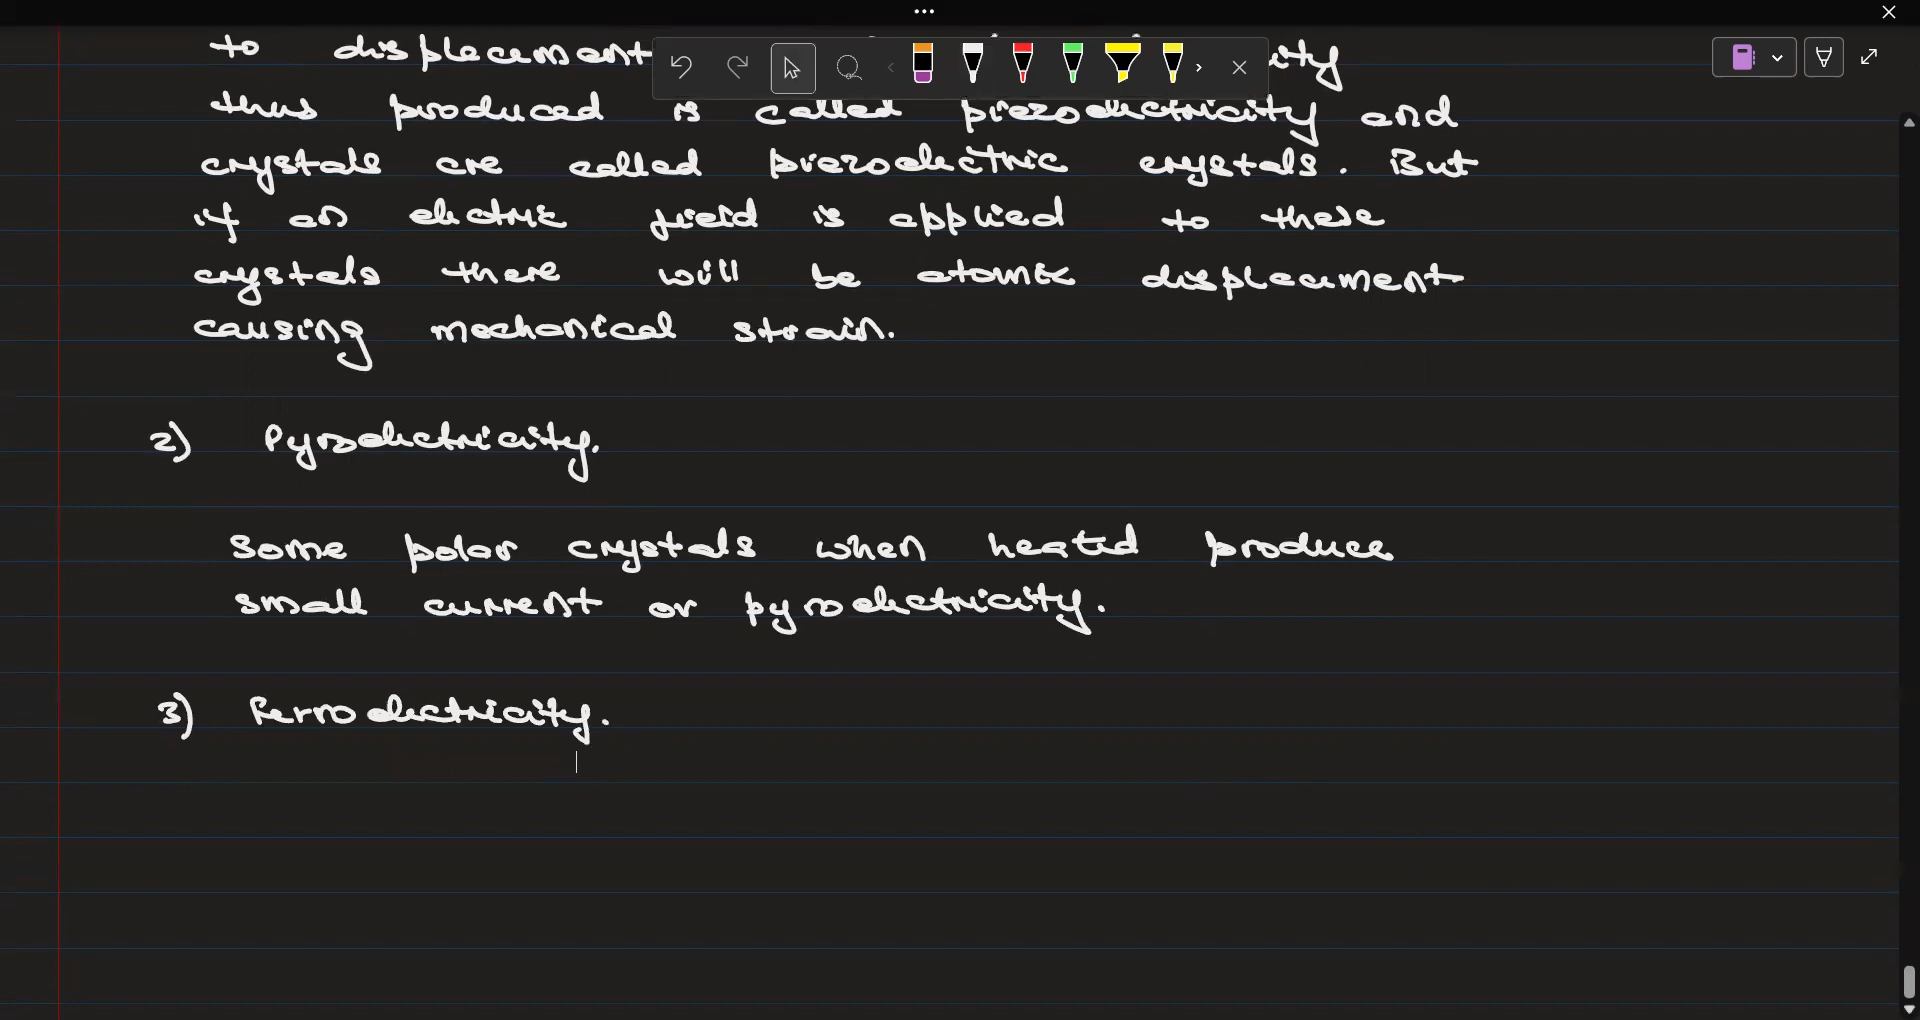 to displacement
thus produced is called piezoelectricity and
crystals are called piezoelectric crystals. But
if an electric field is applied to these
crystals there will be atomic displacement
causing mechanical strain.
2) Pyroelectricity.
Some polar crystals when heated produce
small current or pyroelectricity.
3) Ferroelectricity.